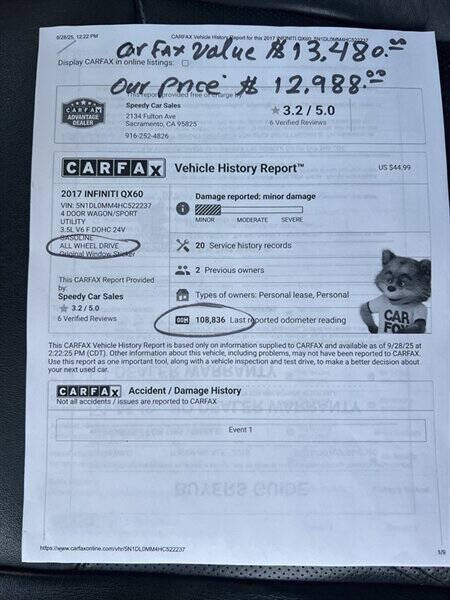 9/28/25, 12:22 PM
CARFAX Vehicle History Report for this 2017 INFINITI QX60: 5N1DL0MM4HC522237
CarFax Value $13,480.00
Display CARFAX in online listings:
Our Price $ 12,988.00
This report provided free of charge by
CARFAX
ADVANTAGE
DEALER
Speedy Car Sales
2134 Fulton Ave
Sacramento, CA 95825
916-252-4826
3.2 / 5.0
6 Verified Reviews
CARFAX Vehicle History Report™
US $44.99
2017 INFINITI QX60
VIN: 5N1DL0MM4HC522237
4 DOOR WAGON/SPORT
UTILITY
3.5L V6 F DOHC 24V
GASOLINE
ALL WHEEL DRIVE
Original Window Sticker
This CARFAX Report Provided
by:
Speedy Car Sales
3.2 / 5.0
6 Verified Reviews
Damage reported: minor damage
MINOR MODERATE SEVERE
20 Service history records
2 Previous owners
Types of owners: Personal lease, Personal
108,836 Last reported odometer reading
CAR
FOX
This CARFAX Vehicle History Report is based only on information supplied to CARFAX and available as of 9/28/25 at
2:22:25 PM (CDT). Other information about this vehicle, including problems, may not have been reported to CARFAX.
Use this report as one important tool, along with a vehicle inspection and test drive, to make a better decision about
your next used car.
CARFAX Accident / Damage History
Not all accidents / issues are reported to CARFAX
Event 1
BUYERS GUIDE
https://www.carfaxonline.com/vhr/5N1DL0MM4HC522237
1/9